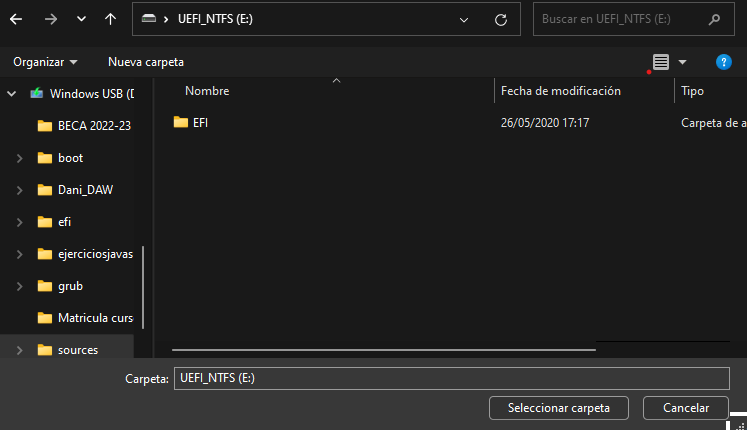 UEFI_NTFS (E:)
Buscar en UEFI_NTFS (E:)
Organizar
Nueva carpeta
Windows USB (D
Nombre
Fecha de modificación
Tipo
BECA 2022-23
EFI
26/05/2020 17:17
Carpeta de a
boot
Dani_DAW
efi
ejerciciosjavas
grub
Matricula curs
sources
Carpeta:
UEFI_NTFS (E:)
Seleccionar carpeta
Cancelar